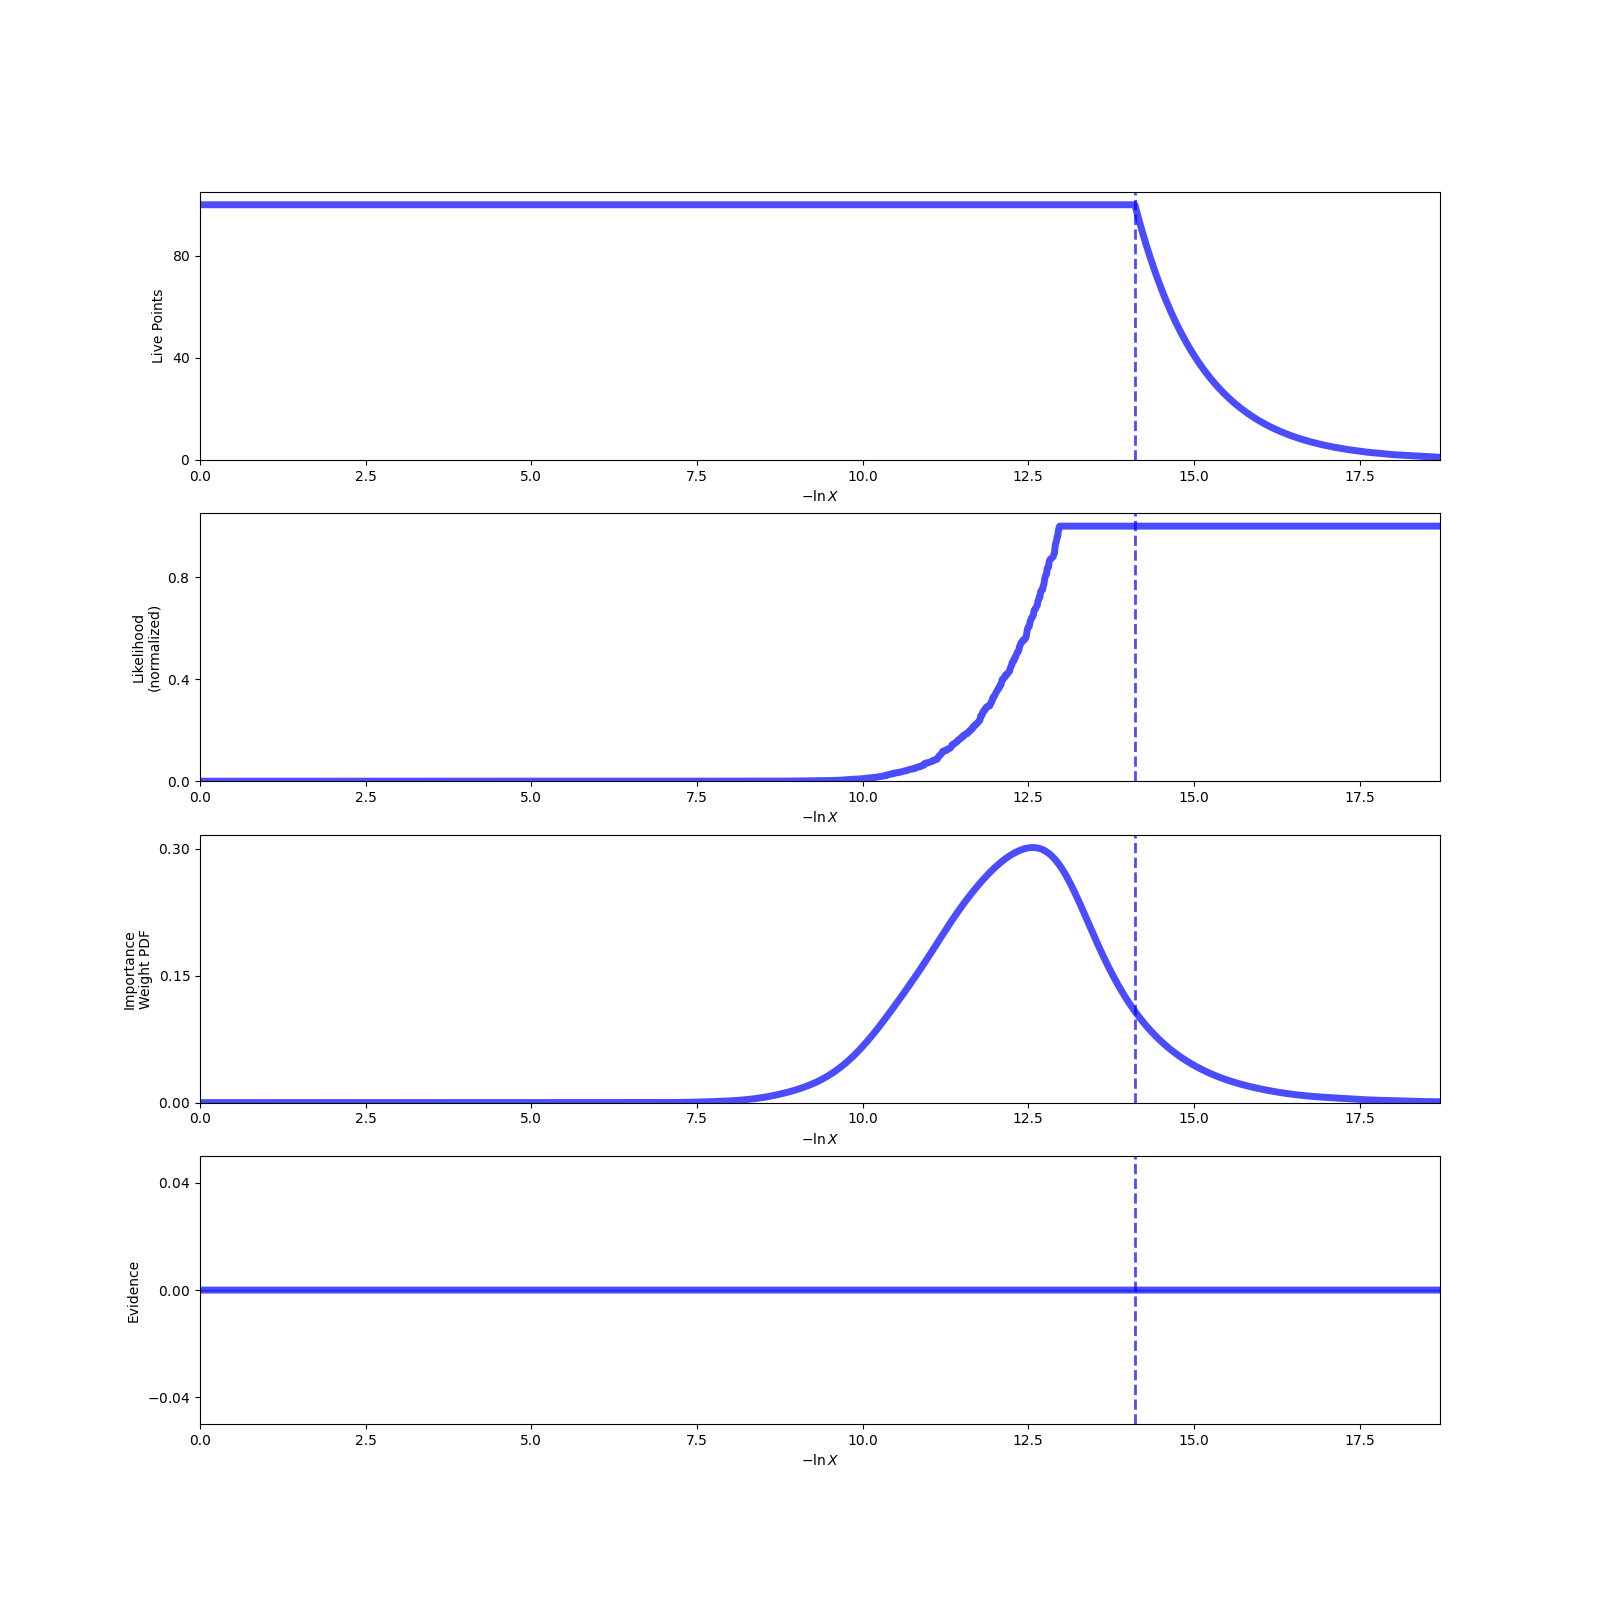 Live Points
80
40
0
0.0 2.5 5.0 7.5 10.0 12.5 15.0 17.5
−ln X
Likelihood
(normalized)
0.8
0.4
0.0
0.0 2.5 5.0 7.5 10.0 12.5 15.0 17.5
−ln X
Importance
Weight PDF
0.30
0.15
0.00
0.0 2.5 5.0 7.5 10.0 12.5 15.0 17.5
−ln X
Evidence
0.04
0.00
−0.04
0.0 2.5 5.0 7.5 10.0 12.5 15.0 17.5
−ln X